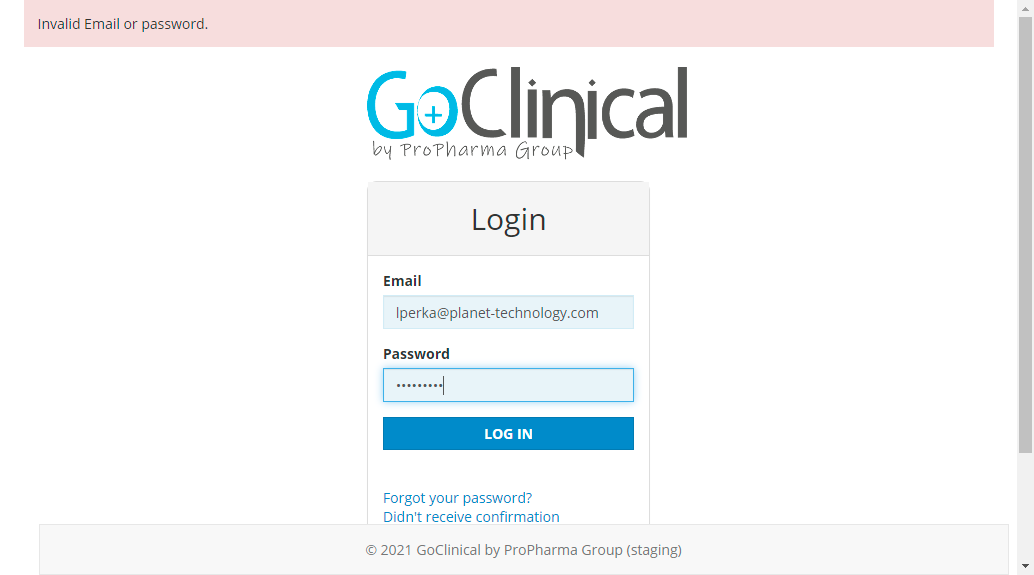 Invalid Email or password.
GoClinical
by ProPharma Group
Login
Email
lperka@planet-technology.com
Password
•••••••••
LOG IN
Forgot your password?
Didn't receive confirmation
© 2021 GoClinical by ProPharma Group (staging)